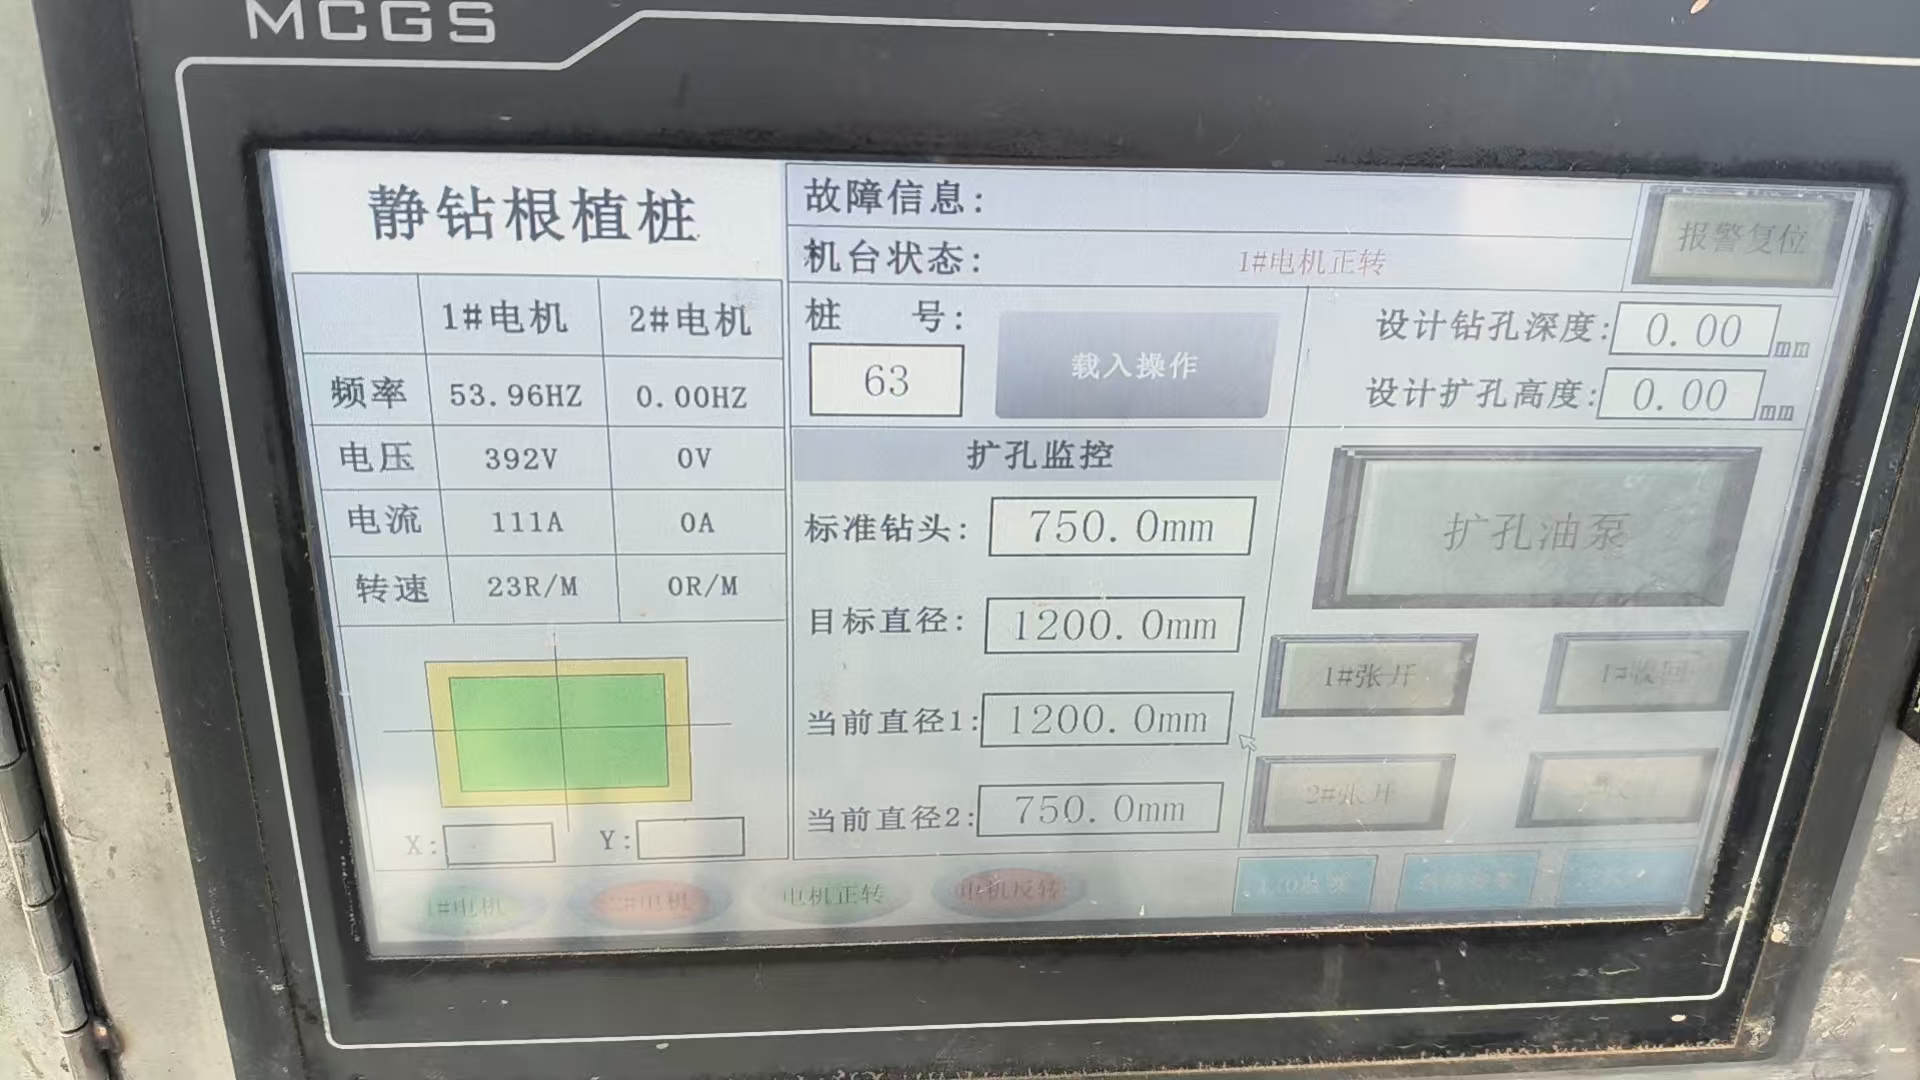 MCGS
静钻根植桩
故障信息:
报警复位
机台状态:
1#电机正转
1#电机 2#电机
频率 53.96HZ 0.00HZ
电压 392V 0V
电流 111A 0A
转速 23R/M 0R/M
X: Y:
桩 号:
63
载入操作
设计钻孔深度: 0.00 mm
设计扩孔高度: 0.00 mm
扩孔监控
标准钻头: 750.0mm
目标直径: 1200.0mm
当前直径1: 1200.0mm
当前直径2: 750.0mm
扩孔油泵
1#张开 1#收回
2#张开
1#电机 2#电机 电机正转 电机反转